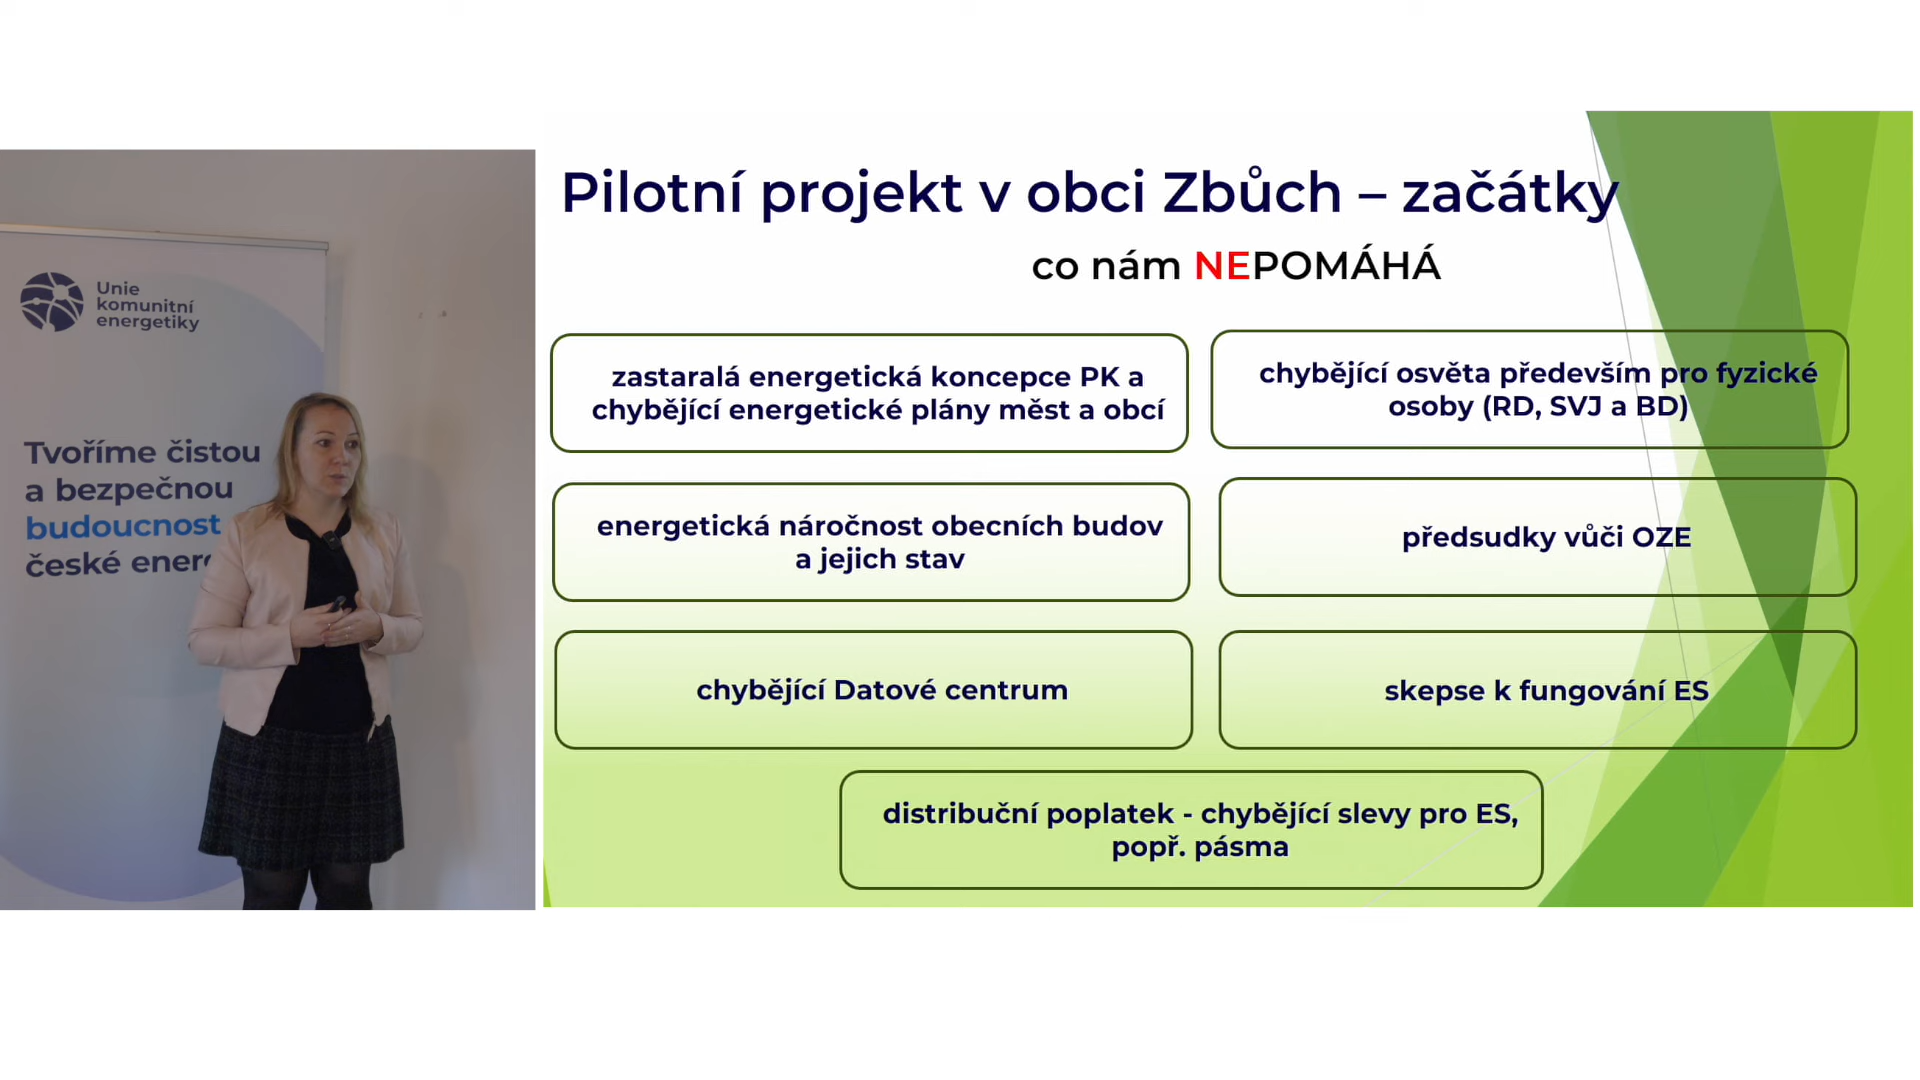 Unie
komunitní
energetiky
Tvoříme čistou
a bezpečnou
budoucnost
české energ
Pilotní projekt v obci Zbůch – začátky
co nám NEPOMÁHÁ
zastaralá energetická koncepce PK a
chybějící energetické plány měst a obcí
chybějící osvěta především pro fyzické
osoby (RD, SVJ a BD)
energetická náročnost obecních budov
a jejich stav
předsudky vůči OZE
chybějící Datové centrum
skepse k fungování ES
distribuční poplatek - chybějící slevy pro ES,
popř. pásma